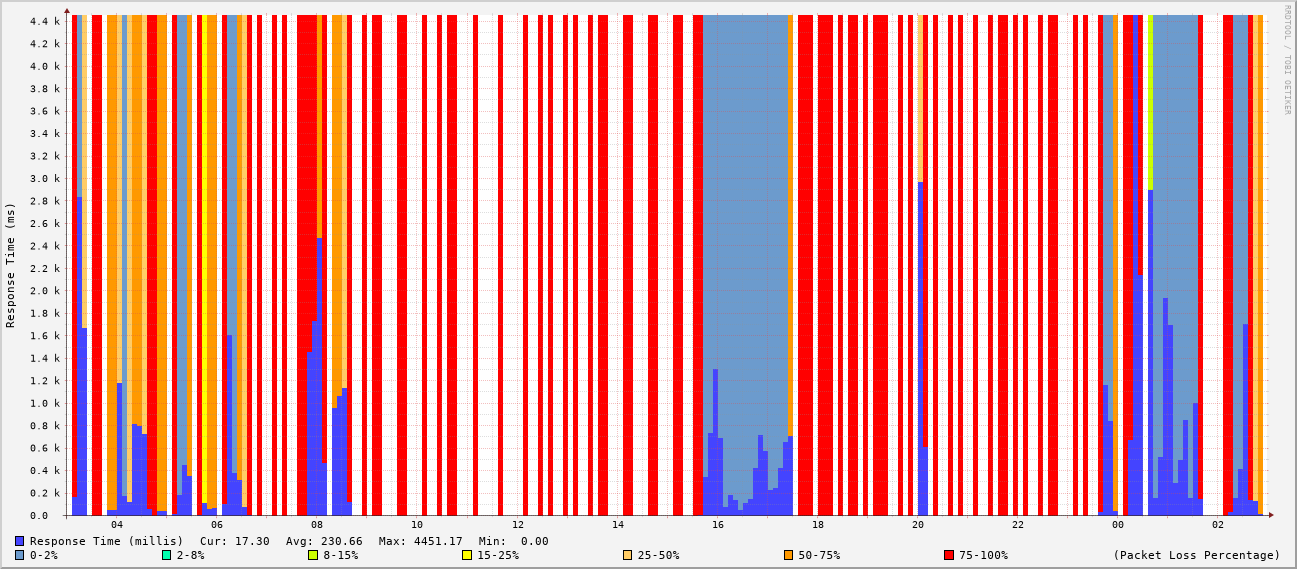 RRDTOOL / TOBI OETIKER
Response Time (ms)
4.4 k
4.2 k
4.0 k
3.8 k
3.6 k
3.4 k
3.2 k
3.0 k
2.8 k
2.6 k
2.4 k
2.2 k
2.0 k
1.8 k
1.6 k
1.4 k
1.2 k
1.0 k
0.8 k
0.6 k
0.4 k
0.2 k
0.0
04 06 08 10 12 14 16 18 20 22 00 02
Response Time (millis) Cur: 17.30 Avg: 230.66 Max: 4451.17 Min: 0.00
0-2% 2-8% 8-15% 15-25% 25-50% 50-75% 75-100% (Packet Loss Percentage)